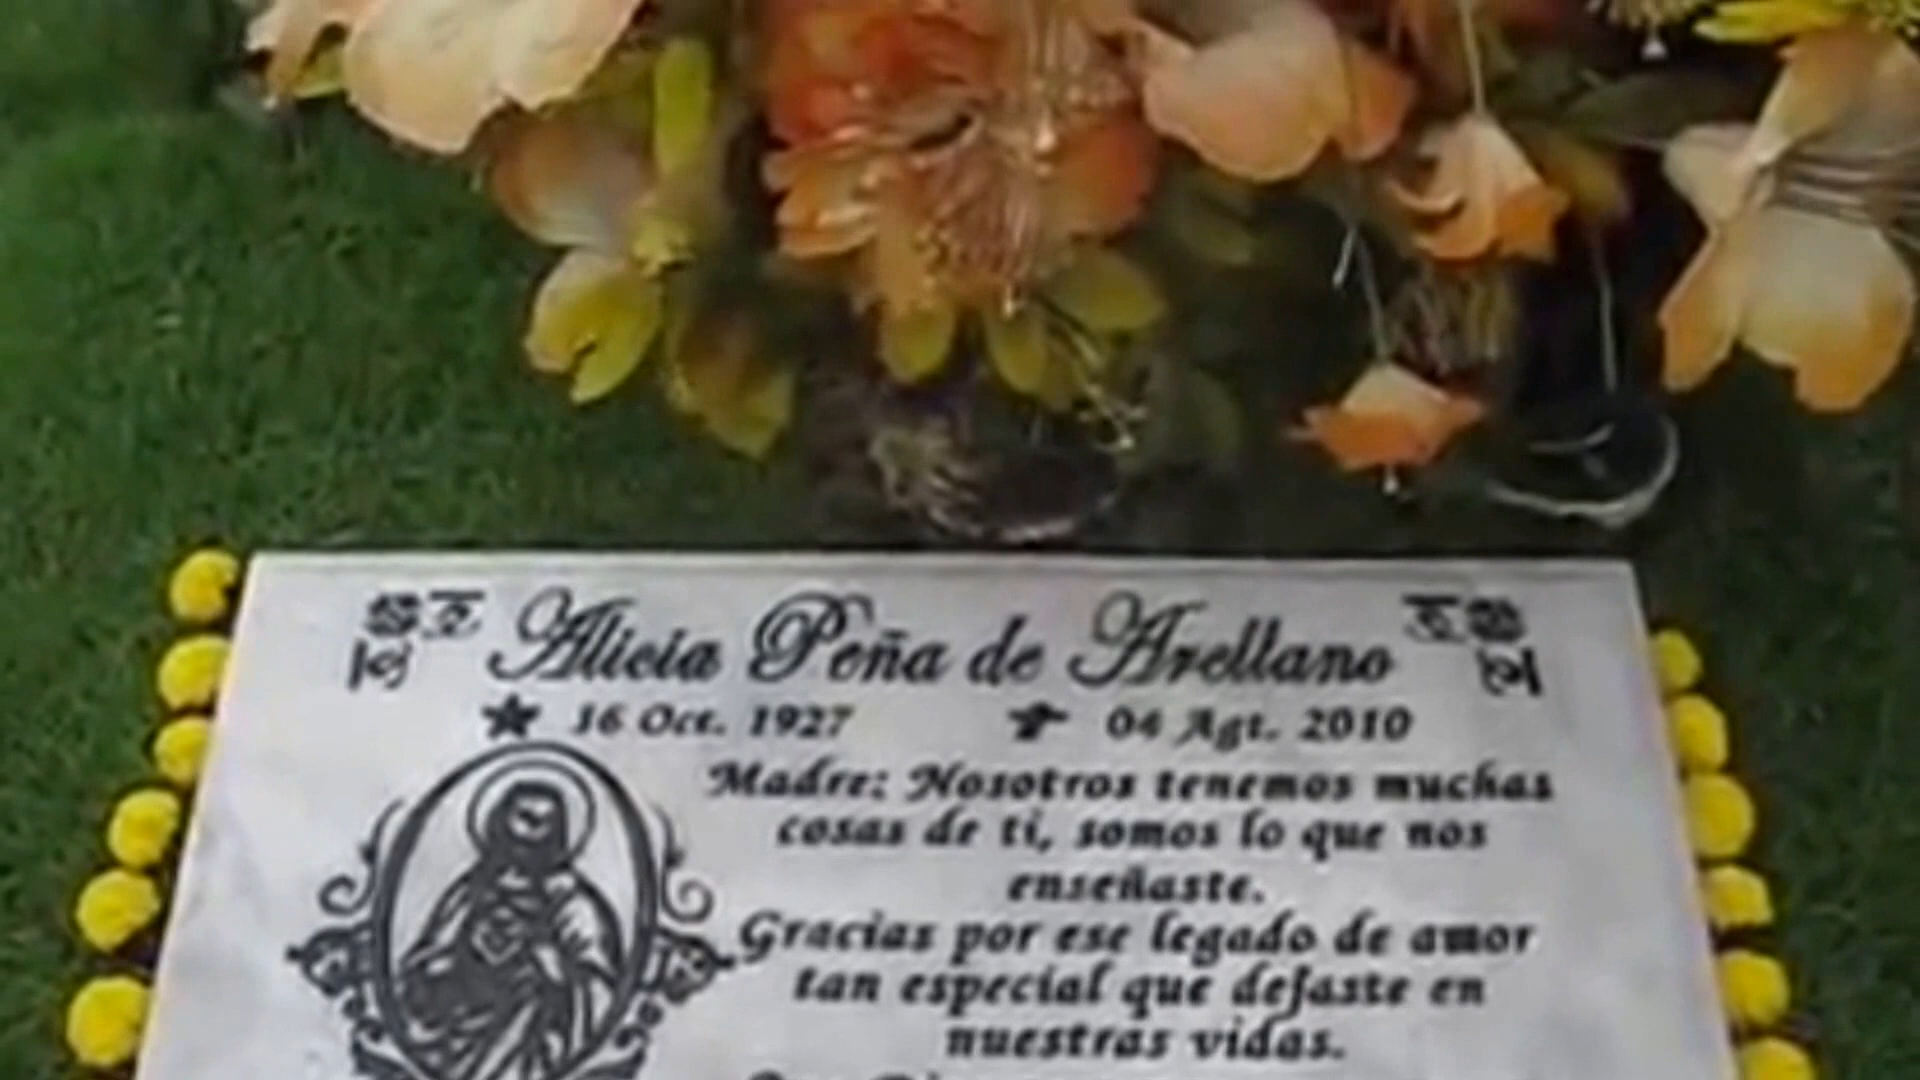 Alicia Peña de Arellano
16 Oct. 1927 04 Agt. 2010
Madre: Nosotros tenemos muchas
cosas de ti, somos lo que nos
enseñaste.
Gracias por ese legado de amor
tan especial que dejaste en
nuestras vidas.